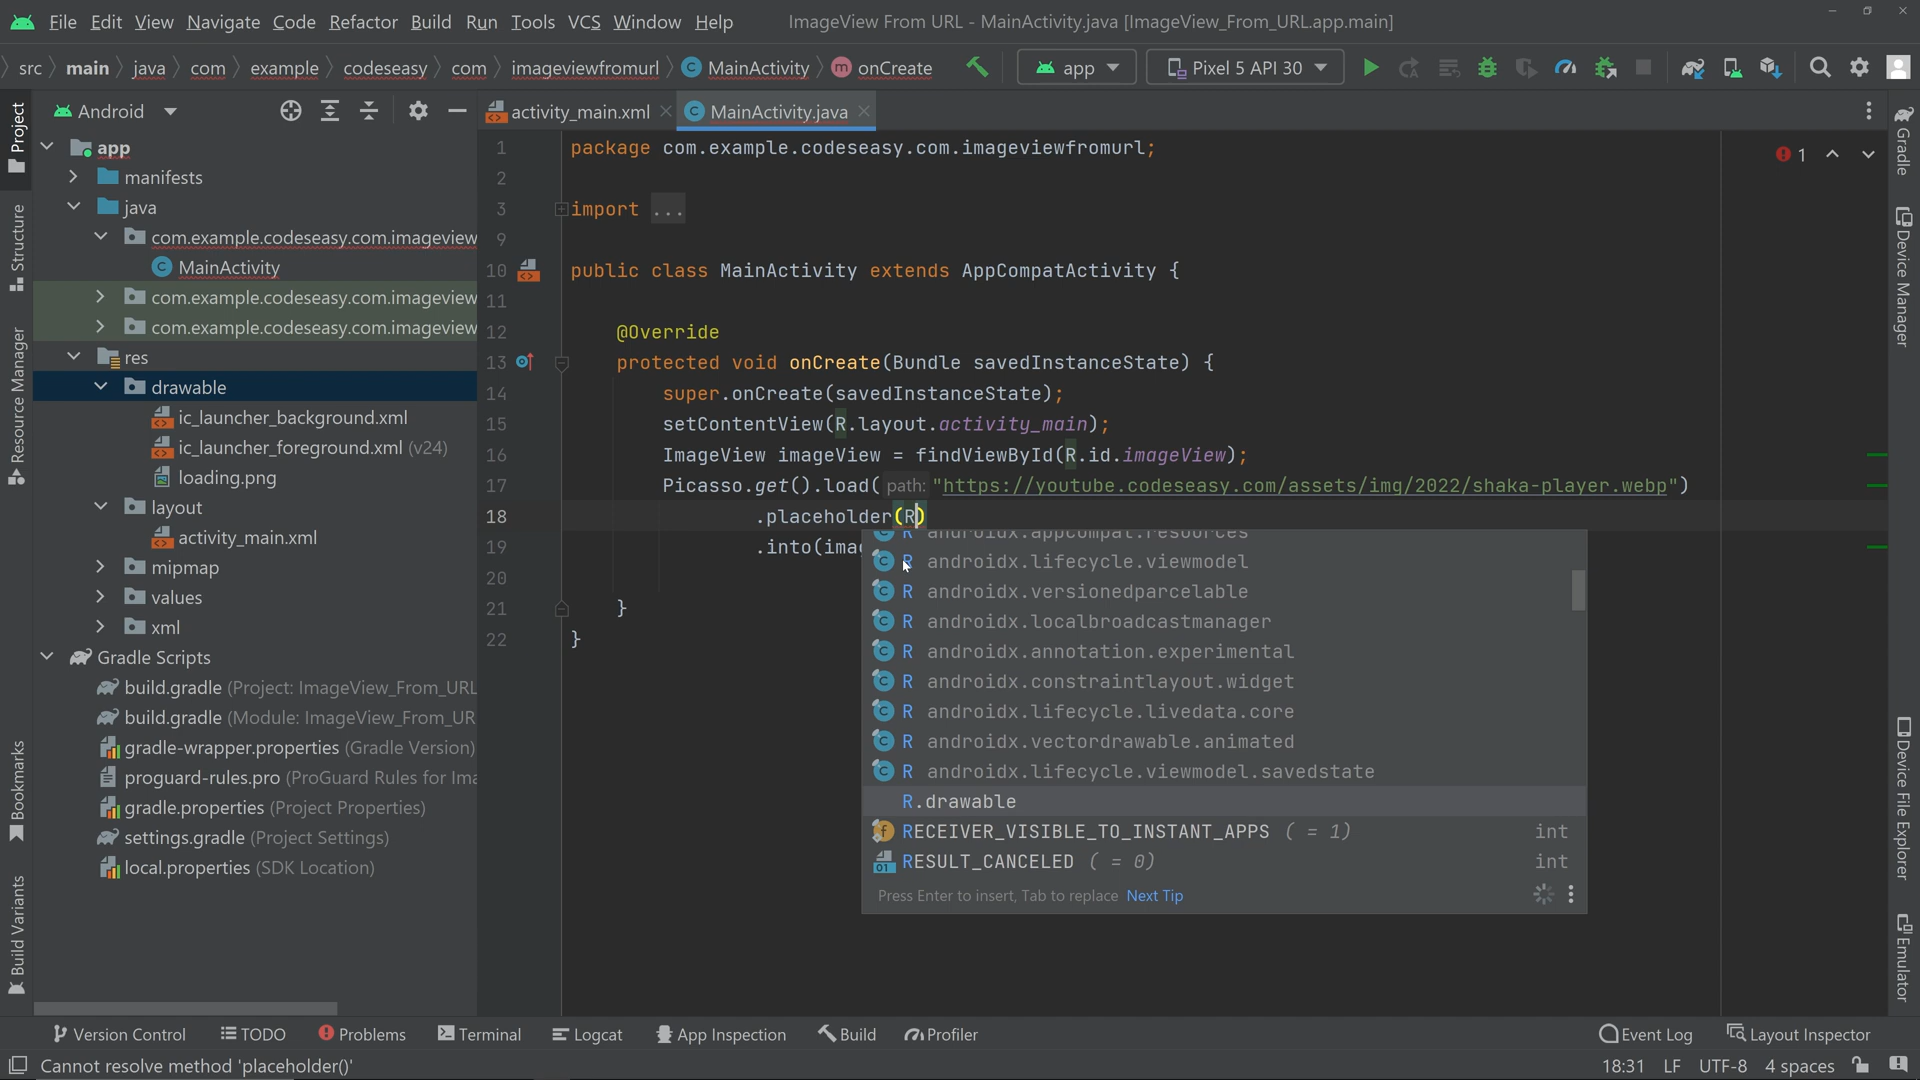 File Edit View Navigate Code Refactor Build Run Tools VCS Window Help
ImageView From URL - MainActivity.java [ImageView_From_URL.app.main]
src main java com example codeseasy com imageviewfromurl MainActivity onCreate
app
Pixel 5 API 30
Android
activity_main.xml
MainActivity.java
Project
Structure
Resource Manager
Bookmarks
Build Variants
app
manifests
java
com.example.codeseasy.com.imageview
MainActivity
com.example.codeseasy.com.imageview
com.example.codeseasy.com.imageview
res
drawable
ic_launcher_background.xml
ic_launcher_foreground.xml (v24)
loading.png
layout
activity_main.xml
mipmap
values
xml
Gradle Scripts
build.gradle (Project: ImageView_From_URL
build.gradle (Module: ImageView_From_UR
gradle-wrapper.properties (Gradle Version)
proguard-rules.pro (ProGuard Rules for Ima
gradle.properties (Project Properties)
settings.gradle (Project Settings)
local.properties (SDK Location)
1 package com.example.codeseasy.com.imageviewfromurl;
2
3 import ...
9
10 public class MainActivity extends AppCompatActivity {
11
12 @Override
13 protected void onCreate(Bundle savedInstanceState) {
14 super.onCreate(savedInstanceState);
15 setContentView(R.layout.activity_main);
16 ImageView imageView = findViewById(R.id.imageView);
17 Picasso.get().load( path: "https://youtube.codeseasy.com/assets/img/2022/shaka-player.webp")
18 .placeholder(R)
19 .into(ima
20
21 }
22 }
1
R androidx.appcompat.resources
R androidx.lifecycle.viewmodel
R androidx.versionedparcelable
R androidx.localbroadcastmanager
R androidx.annotation.experimental
R androidx.constraintlayout.widget
R androidx.lifecycle.livedata.core
R androidx.vectordrawable.animated
R androidx.lifecycle.viewmodel.savedstate
R.drawable
RECEIVER_VISIBLE_TO_INSTANT_APPS ( = 1) int
RESULT_CANCELED ( = 0) int
Press Enter to insert, Tab to replace Next Tip
Gradle
Device Manager
Device File Explorer
Emulator
Version Control TODO Problems Terminal Logcat App Inspection Build Profiler Event Log Layout Inspector
Cannot resolve method 'placeholder()' 18:31 LF UTF-8 4 spaces